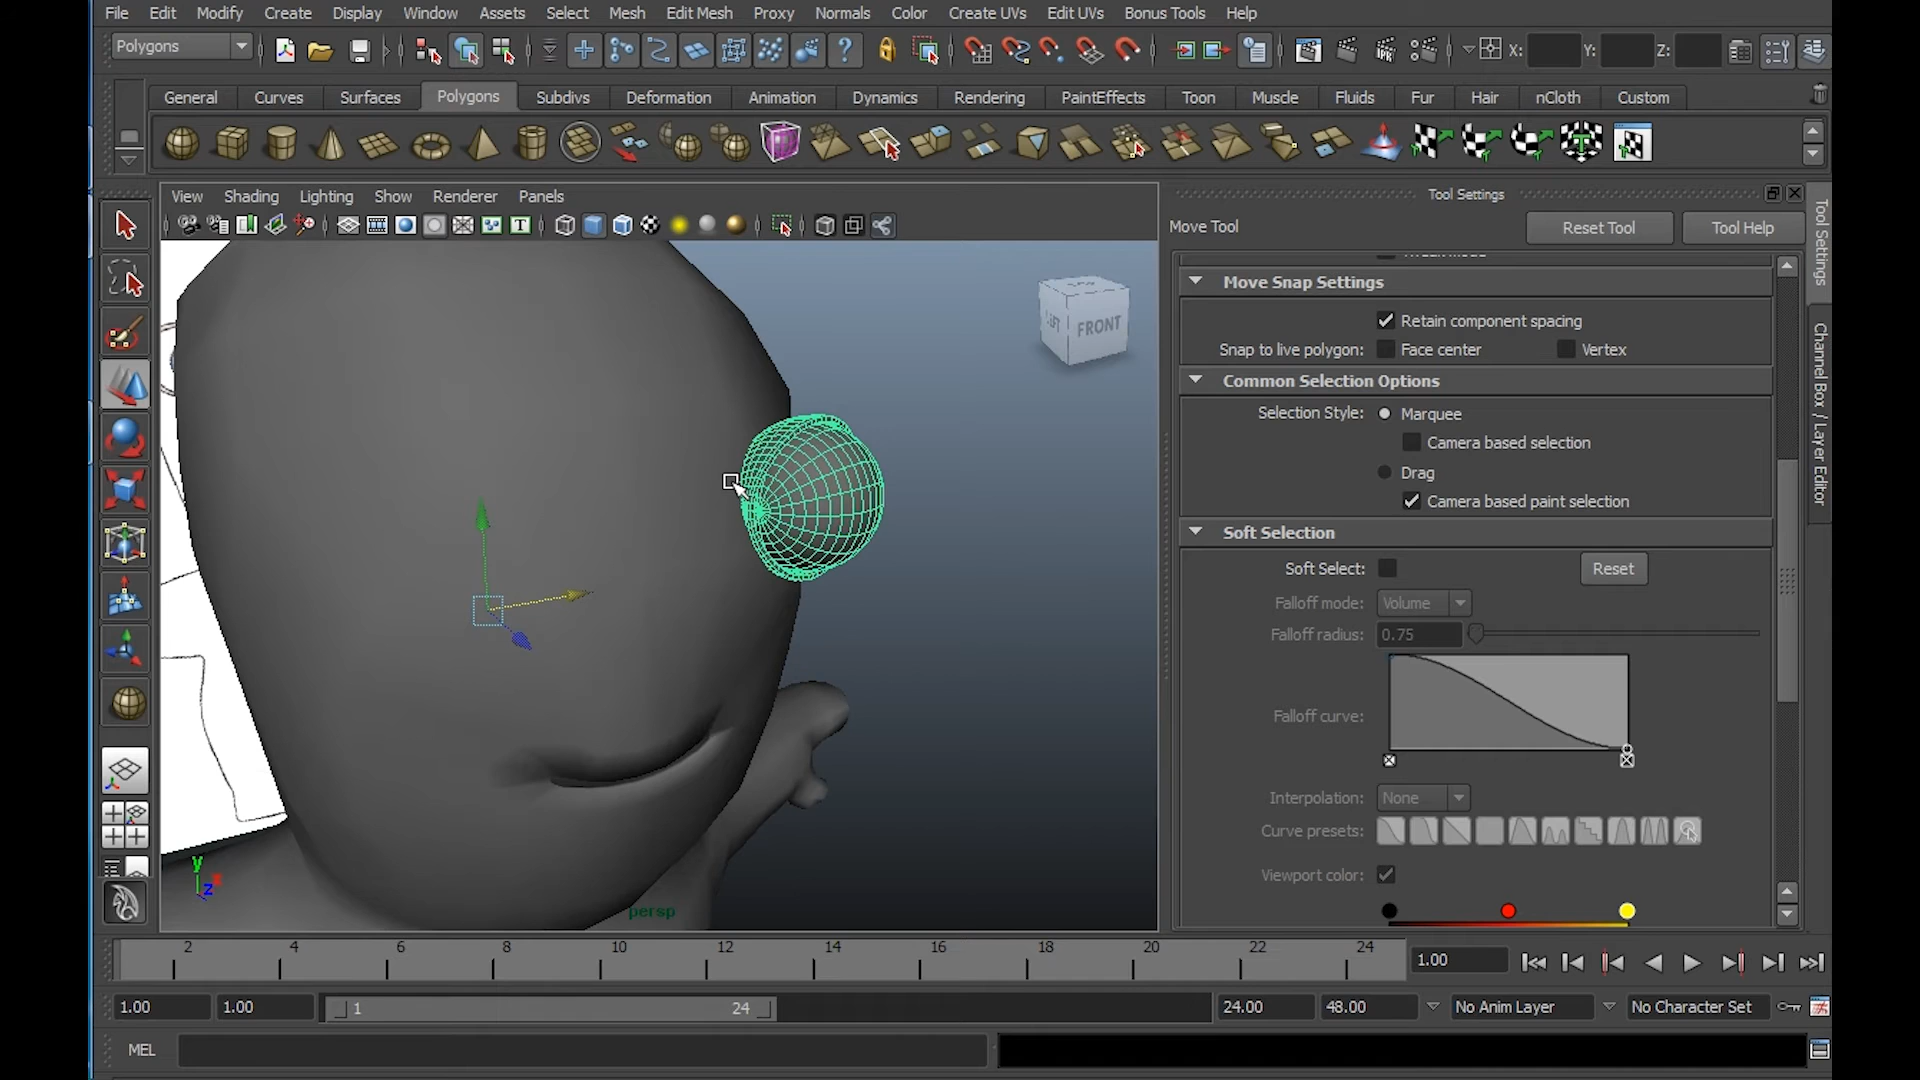 File Edit Modify Create Display Window Assets Select Mesh Edit Mesh Proxy Normals Color Create UVs Edit UVs Bonus Tools Help
Polygons X: Y: Z:
General Curves Surfaces Polygons Subdivs Deformation Animation Dynamics Rendering PaintEffects Toon Muscle Fluids Fur Hair nCloth Custom
View Shading Lighting Show Renderer Panels
Tool Settings
Move Tool Reset Tool Tool Help
Move Snap Settings
Retain component spacing
Snap to live polygon: Face center Vertex
Common Selection Options
Selection Style: Marquee
Camera based selection
Drag
Camera based paint selection
Soft Selection
Soft Select: Reset
Falloff mode: Volume
Falloff radius: 0.75
Falloff curve:
Interpolation: None
Curve presets:
Viewport color:
Tool Settings
Channel Box / Layer Editor
FRONT
y
z
persp
2 4 6 8 10 12 14 16 18 20 22 24 1.00
1.00 1.00 1 24 24.00 48.00 No Anim Layer No Character Set
MEL